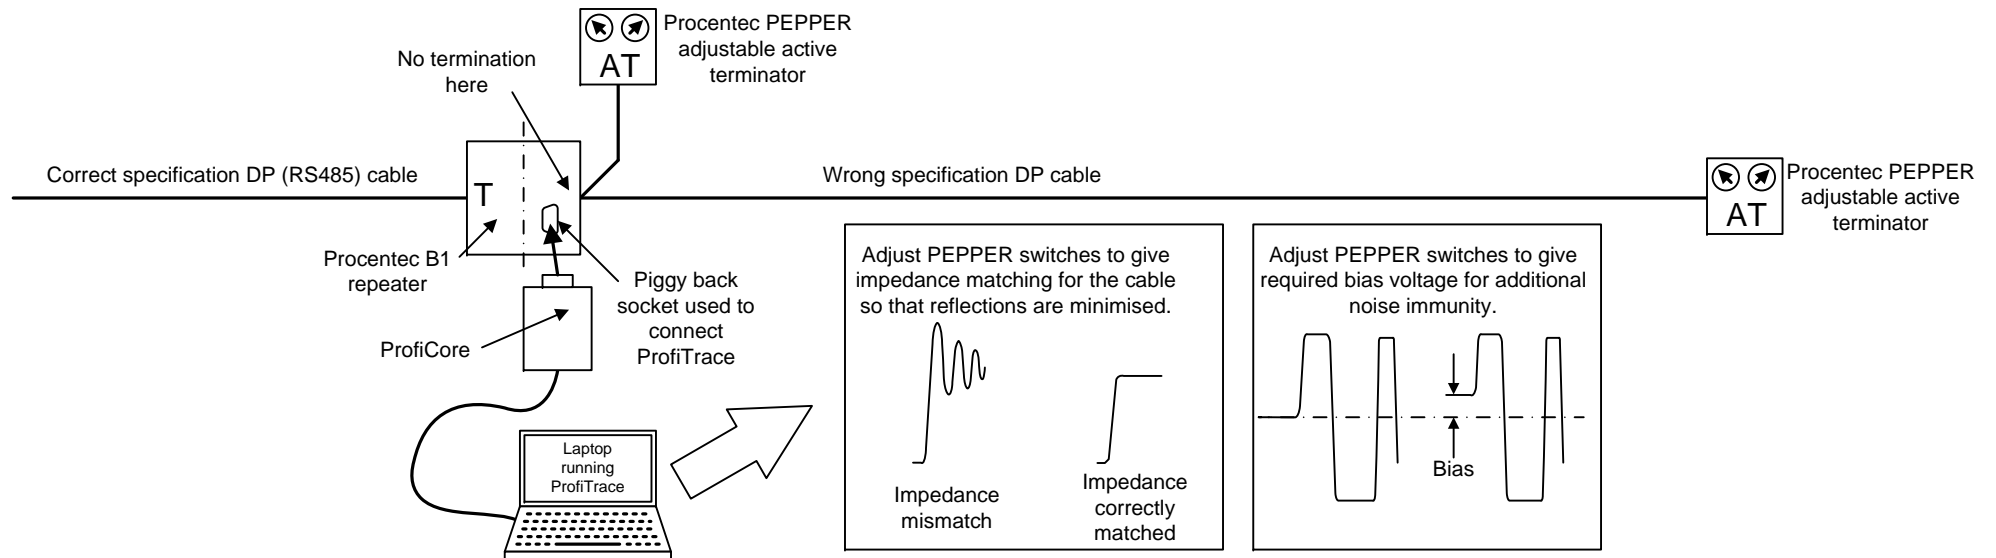 No termination
here
AT
Procentec PEPPER
adjustable active
terminator
Correct specification DP (RS485) cable
T
Wrong specification DP cable
AT
Procentec PEPPER
adjustable active
terminator
Procentec B1
repeater
ProfiCore
Piggy back
socket used to
connect
ProfiTrace
Laptop
running
ProfiTrace
Adjust PEPPER switches to give
impedance matching for the cable
so that reflections are minimised.
Impedance
mismatch
Impedance
correctly
matched
Adjust PEPPER switches to give
required bias voltage for additional
noise immunity.
Bias